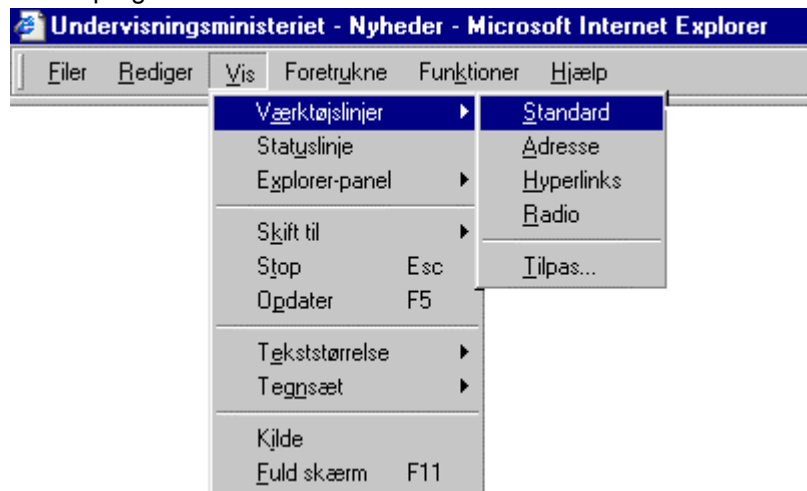 Undervisningsministeriet - Nyheder - Microsoft Internet Explorer
Filer Rediger Vis Foretrukne Funktioner Hjælp
Værktøjslinjer
Statuslinje
Explorer-panel
Skift til
Stop Esc
Opdater F5
Tekststørrelse
Tegnsæt
Kilde
Fuld skærm F11
Standard
Adresse
Hyperlinks
Radio
Tilpas...